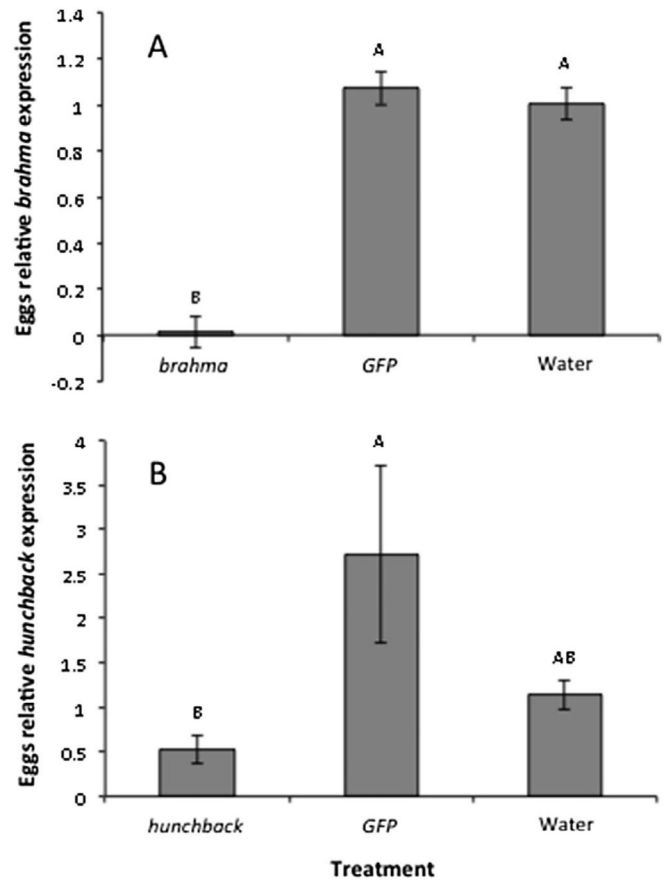 Eggs relative brahma expression
A
1.4
1.2
1
0.8
0.6
0.4
0.2
0
-0.2
B
A
A
brahma GFP Water
Eggs relative hunchback expression
B
4
3.5
3
2.5
2
1.5
1
0.5
0
B
A
AB
hunchback GFP Water
Treatment